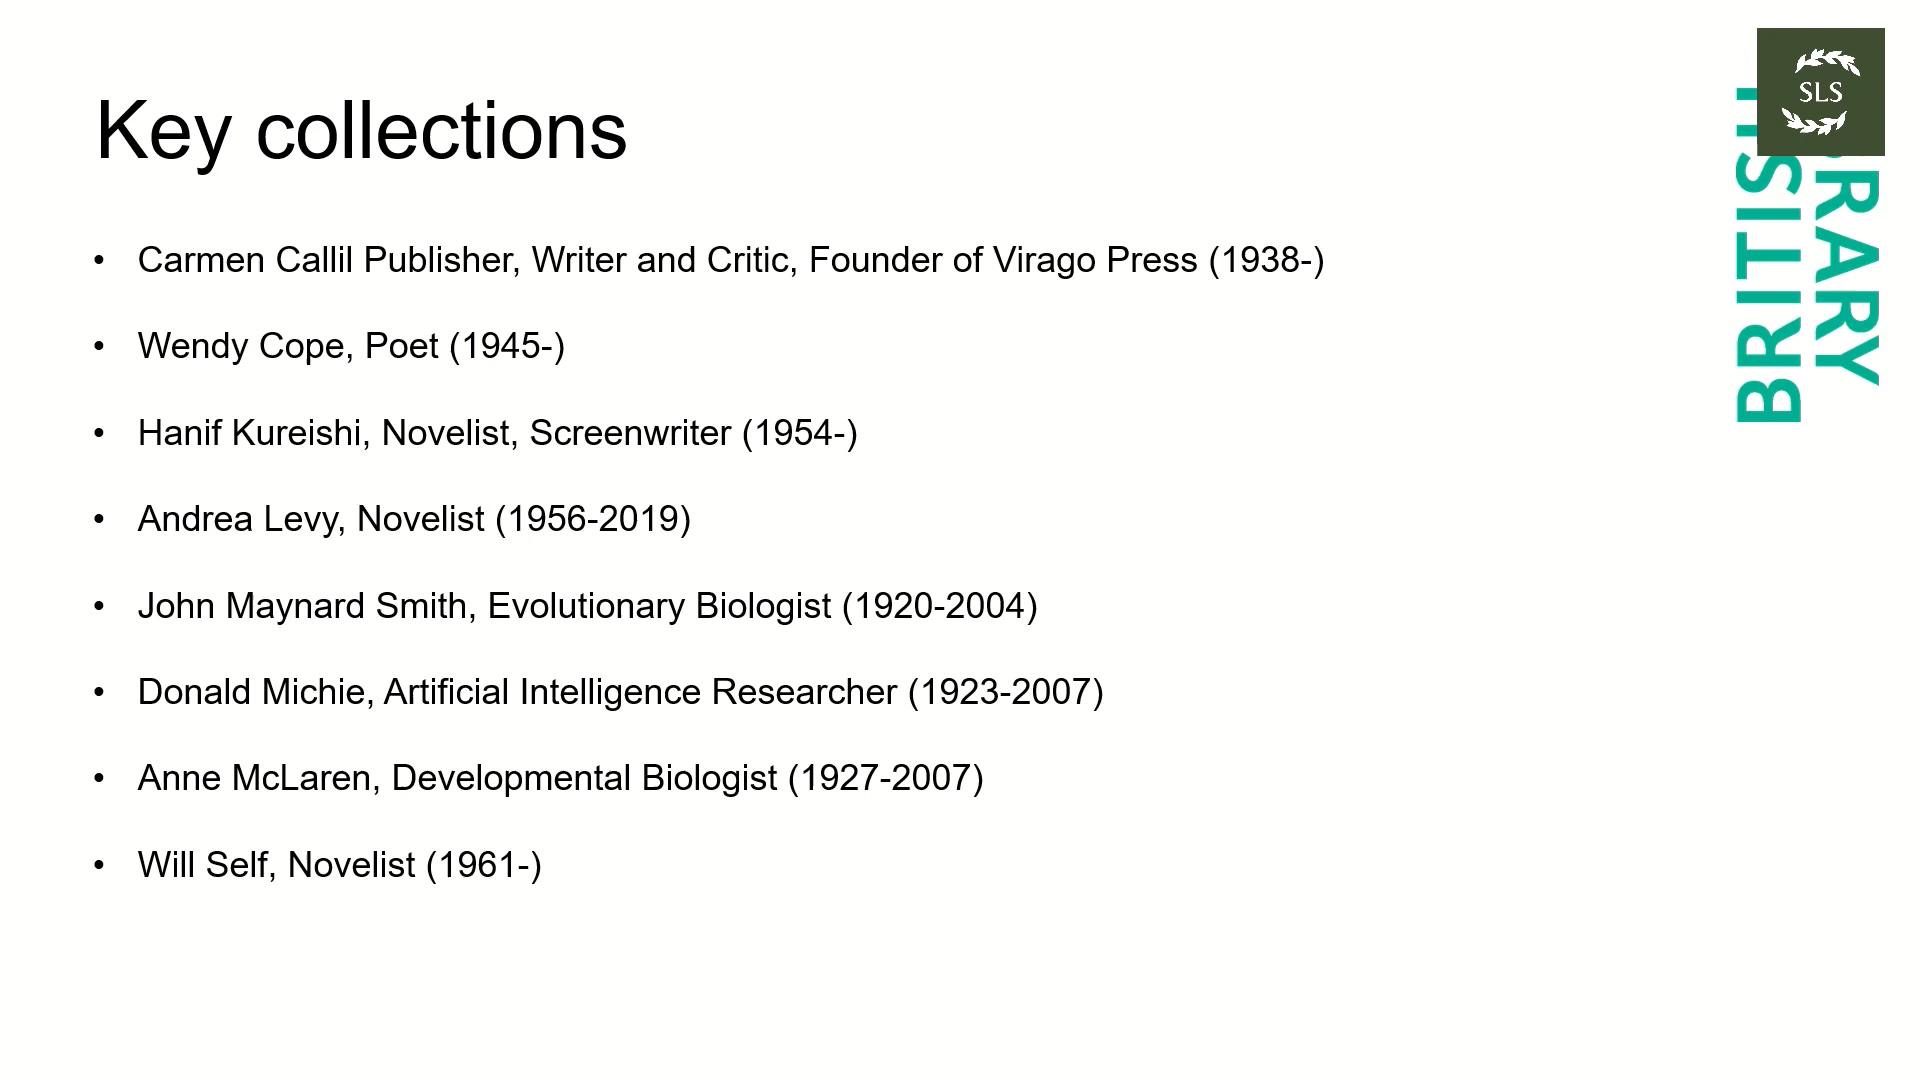 Key collections
• Carmen Callil Publisher, Writer and Critic, Founder of Virago Press (1938-)
• Wendy Cope, Poet (1945-)
• Hanif Kureishi, Novelist, Screenwriter (1954-)
• Andrea Levy, Novelist (1956-2019)
• John Maynard Smith, Evolutionary Biologist (1920-2004)
• Donald Michie, Artificial Intelligence Researcher (1923-2007)
• Anne McLaren, Developmental Biologist (1927-2007)
• Will Self, Novelist (1961-)
SLS
BRITISH